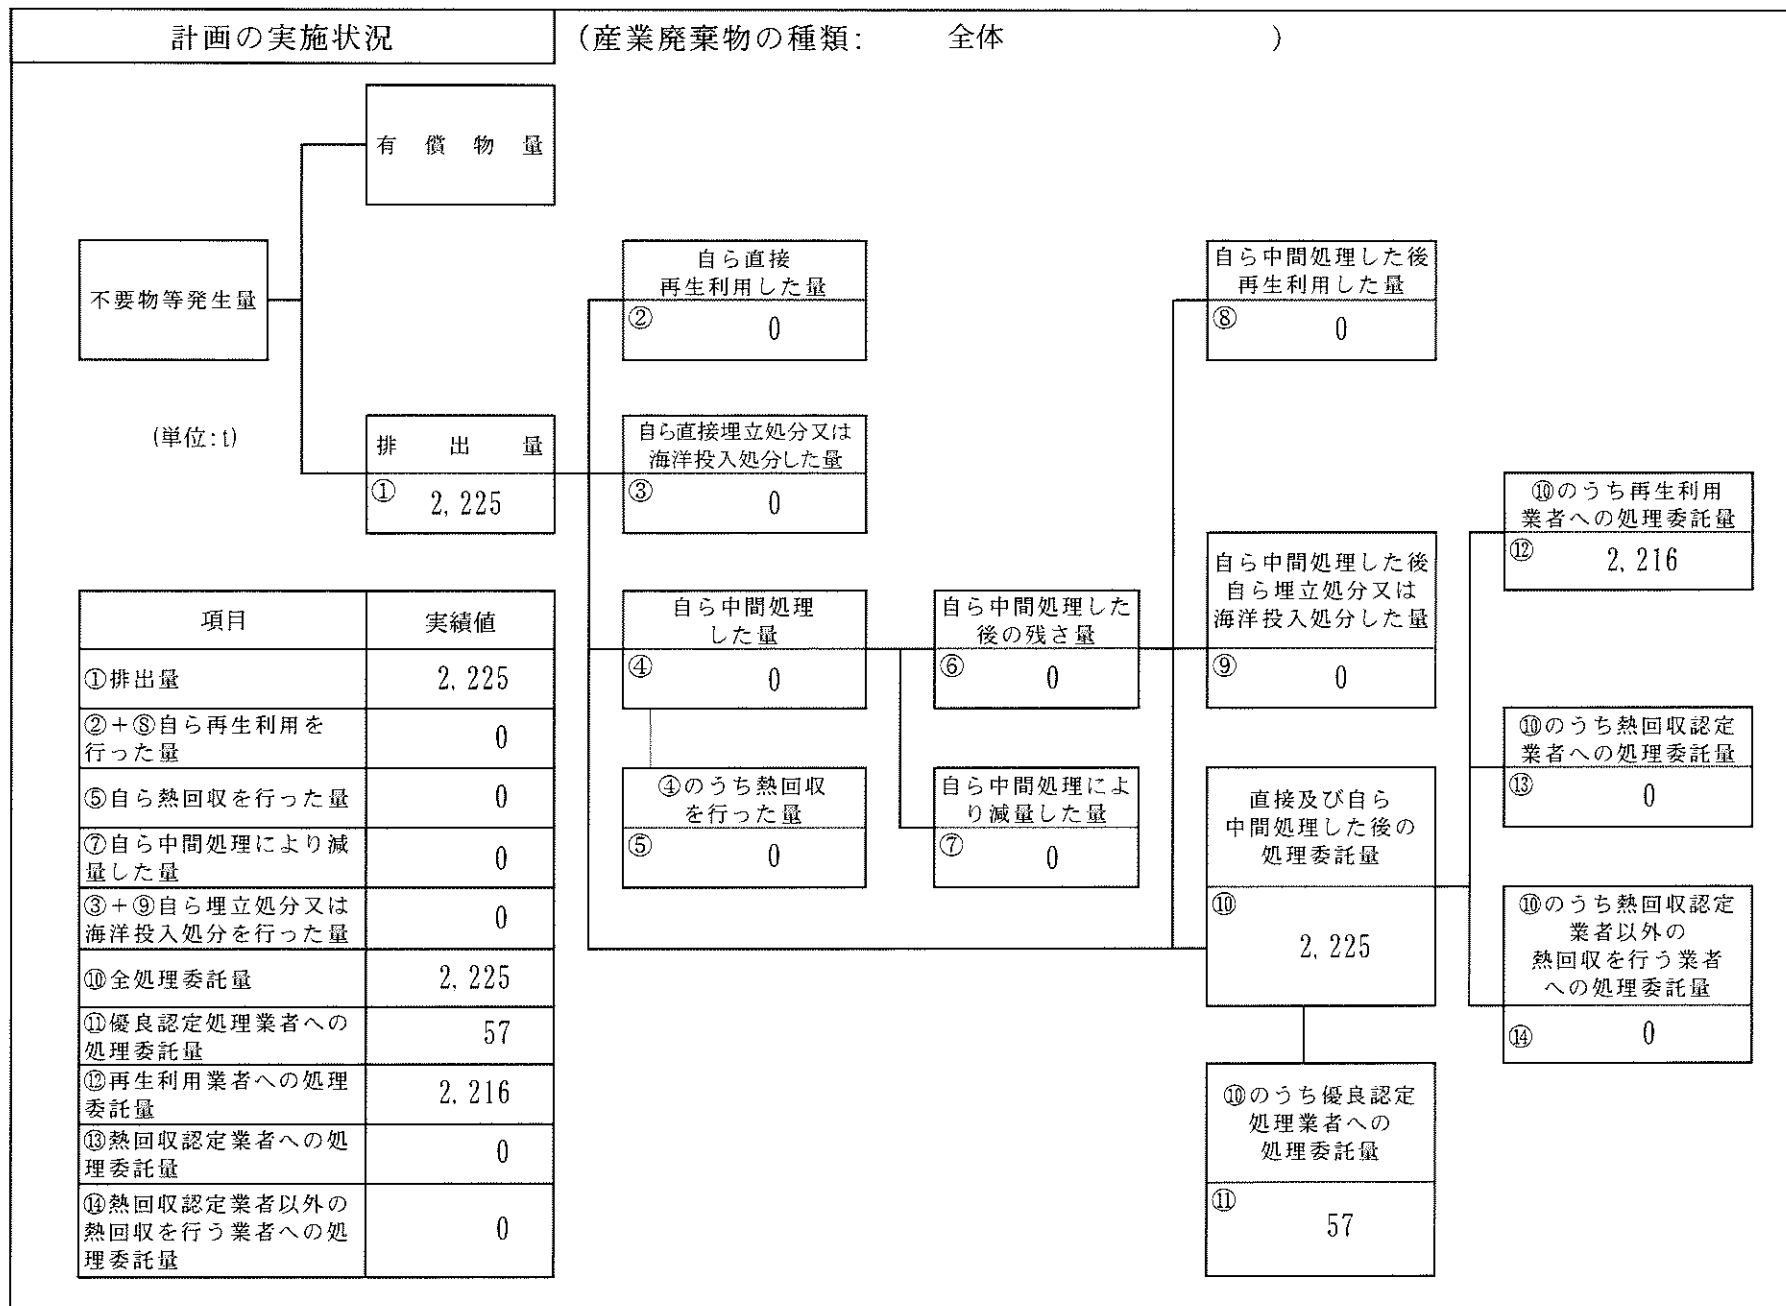 計画の実施状況
(産業廃棄物の種類: 全体 )
有償物量
不要物等発生量
(単位:t)
排出量
① 2,225
自ら直接
再生利用した量
② 0
自ら直接埋立処分又は
海洋投入処分した量
③ 0
自ら中間処理
した量
④ 0
④のうち熱回収
を行った量
⑤ 0
自ら中間処理した
後の残さ量
⑥ 0
自ら中間処理によ
り減量した量
⑦ 0
自ら中間処理した後
再生利用した量
⑧ 0
自ら中間処理した後
自ら埋立処分又は
海洋投入処分した量
⑨ 0
直接及び自ら
中間処理した後の
処理委託量
⑩
2,225
⑩のうち優良認定
処理業者への
処理委託量
⑪
57
⑩のうち再生利用
業者への処理委託量
⑫ 2,216
⑩のうち熱回収認定
業者への処理委託量
⑬ 0
⑩のうち熱回収認定
業者以外の
熱回収を行う業者
への処理委託量
⑭ 0
項目 実績値
①排出量 2,225
②+⑧自ら再生利用を
行った量 0
⑤自ら熱回収を行った量 0
⑦自ら中間処理により減
量した量 0
③+⑨自ら埋立処分又は
海洋投入処分を行った量 0
⑩全処理委託量 2,225
⑪優良認定処理業者への
処理委託量 57
⑫再生利用業者への処理
委託量 2,216
⑬熱回収認定業者への処
理委託量 0
⑭熱回収認定業者以外の
熱回収を行う業者への処
理委託量 0